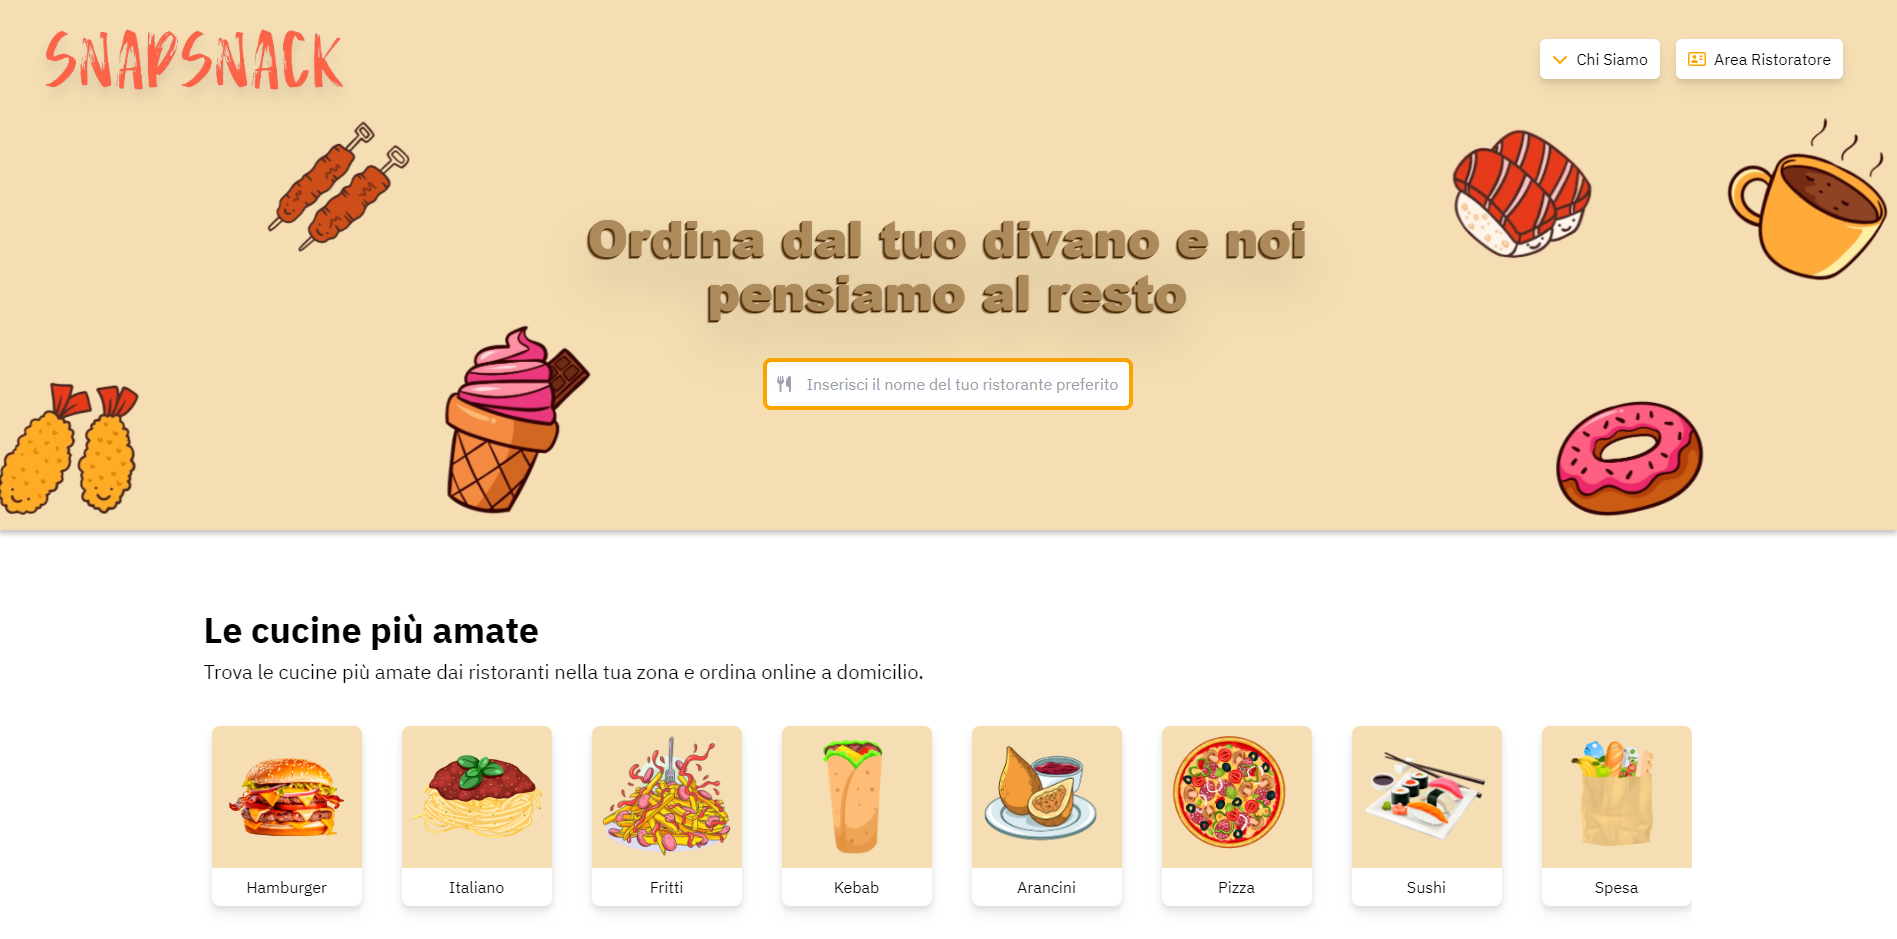 SNAPSNACK
Chi Siamo
Area Ristoratore
Ordina dal tuo divano e noi
pensiamo al resto
Inserisci il nome del tuo ristorante preferito
Le cucine più amate
Trova le cucine più amate dai ristoranti nella tua zona e ordina online a domicilio.
Hamburger
Italiano
Fritti
Kebab
Arancini
Pizza
Sushi
Spesa